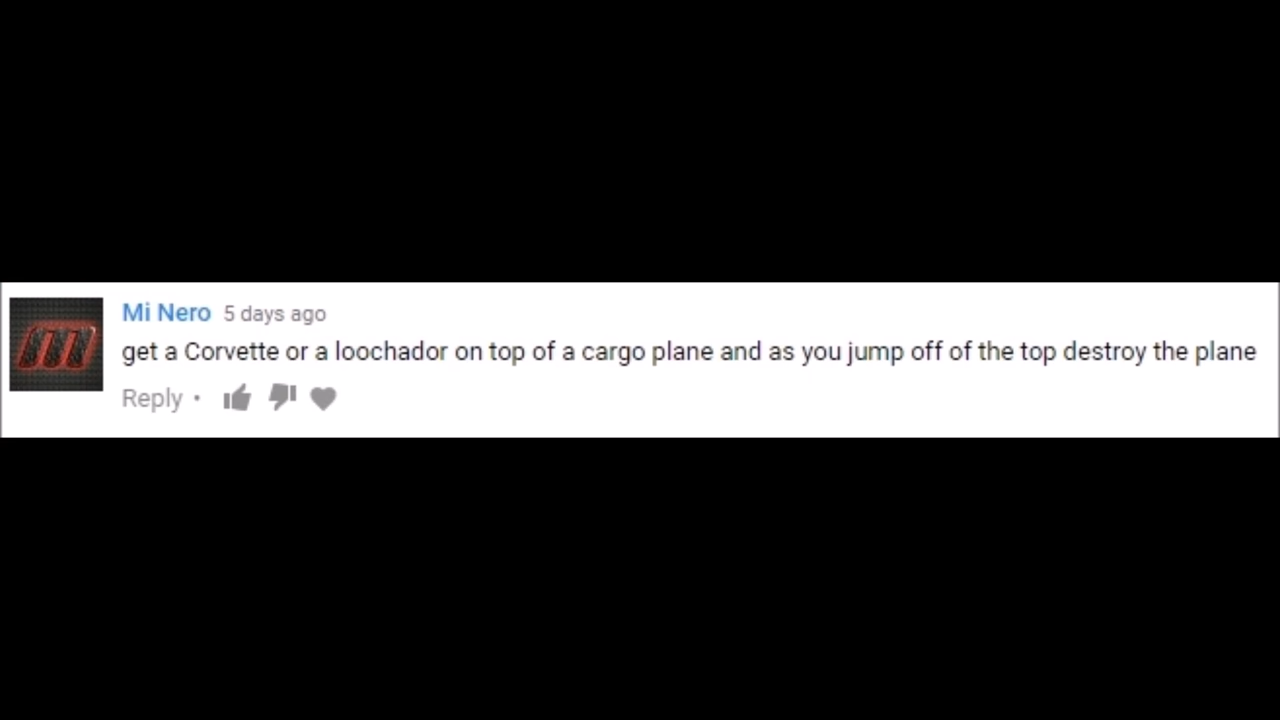 Mi Nero 5 days ago
get a Corvette or a loochador on top of a cargo plane and as you jump off of the top destroy the plane
Reply •